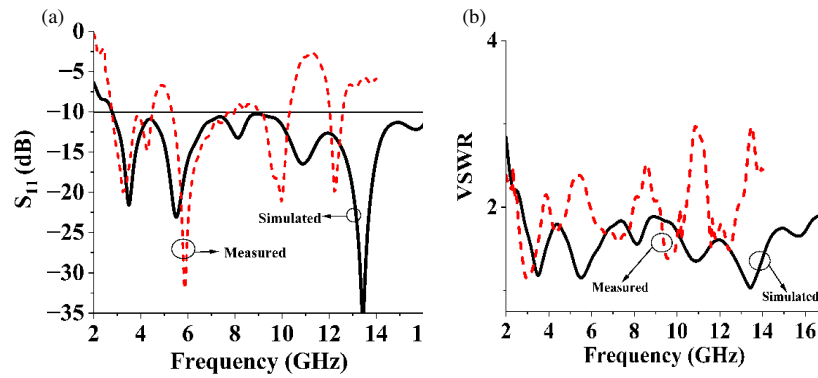 (a)
0
−5
−10
−15
−20
−25
−30
−35
S11 (dB)
Simulated
Measured
2 4 6 8 10 12 14 16
Frequency (GHz)
(b)
4
2
VSWR
Measured
Simulated
2 4 6 8 10 12 14 16
Frequency (GHz)